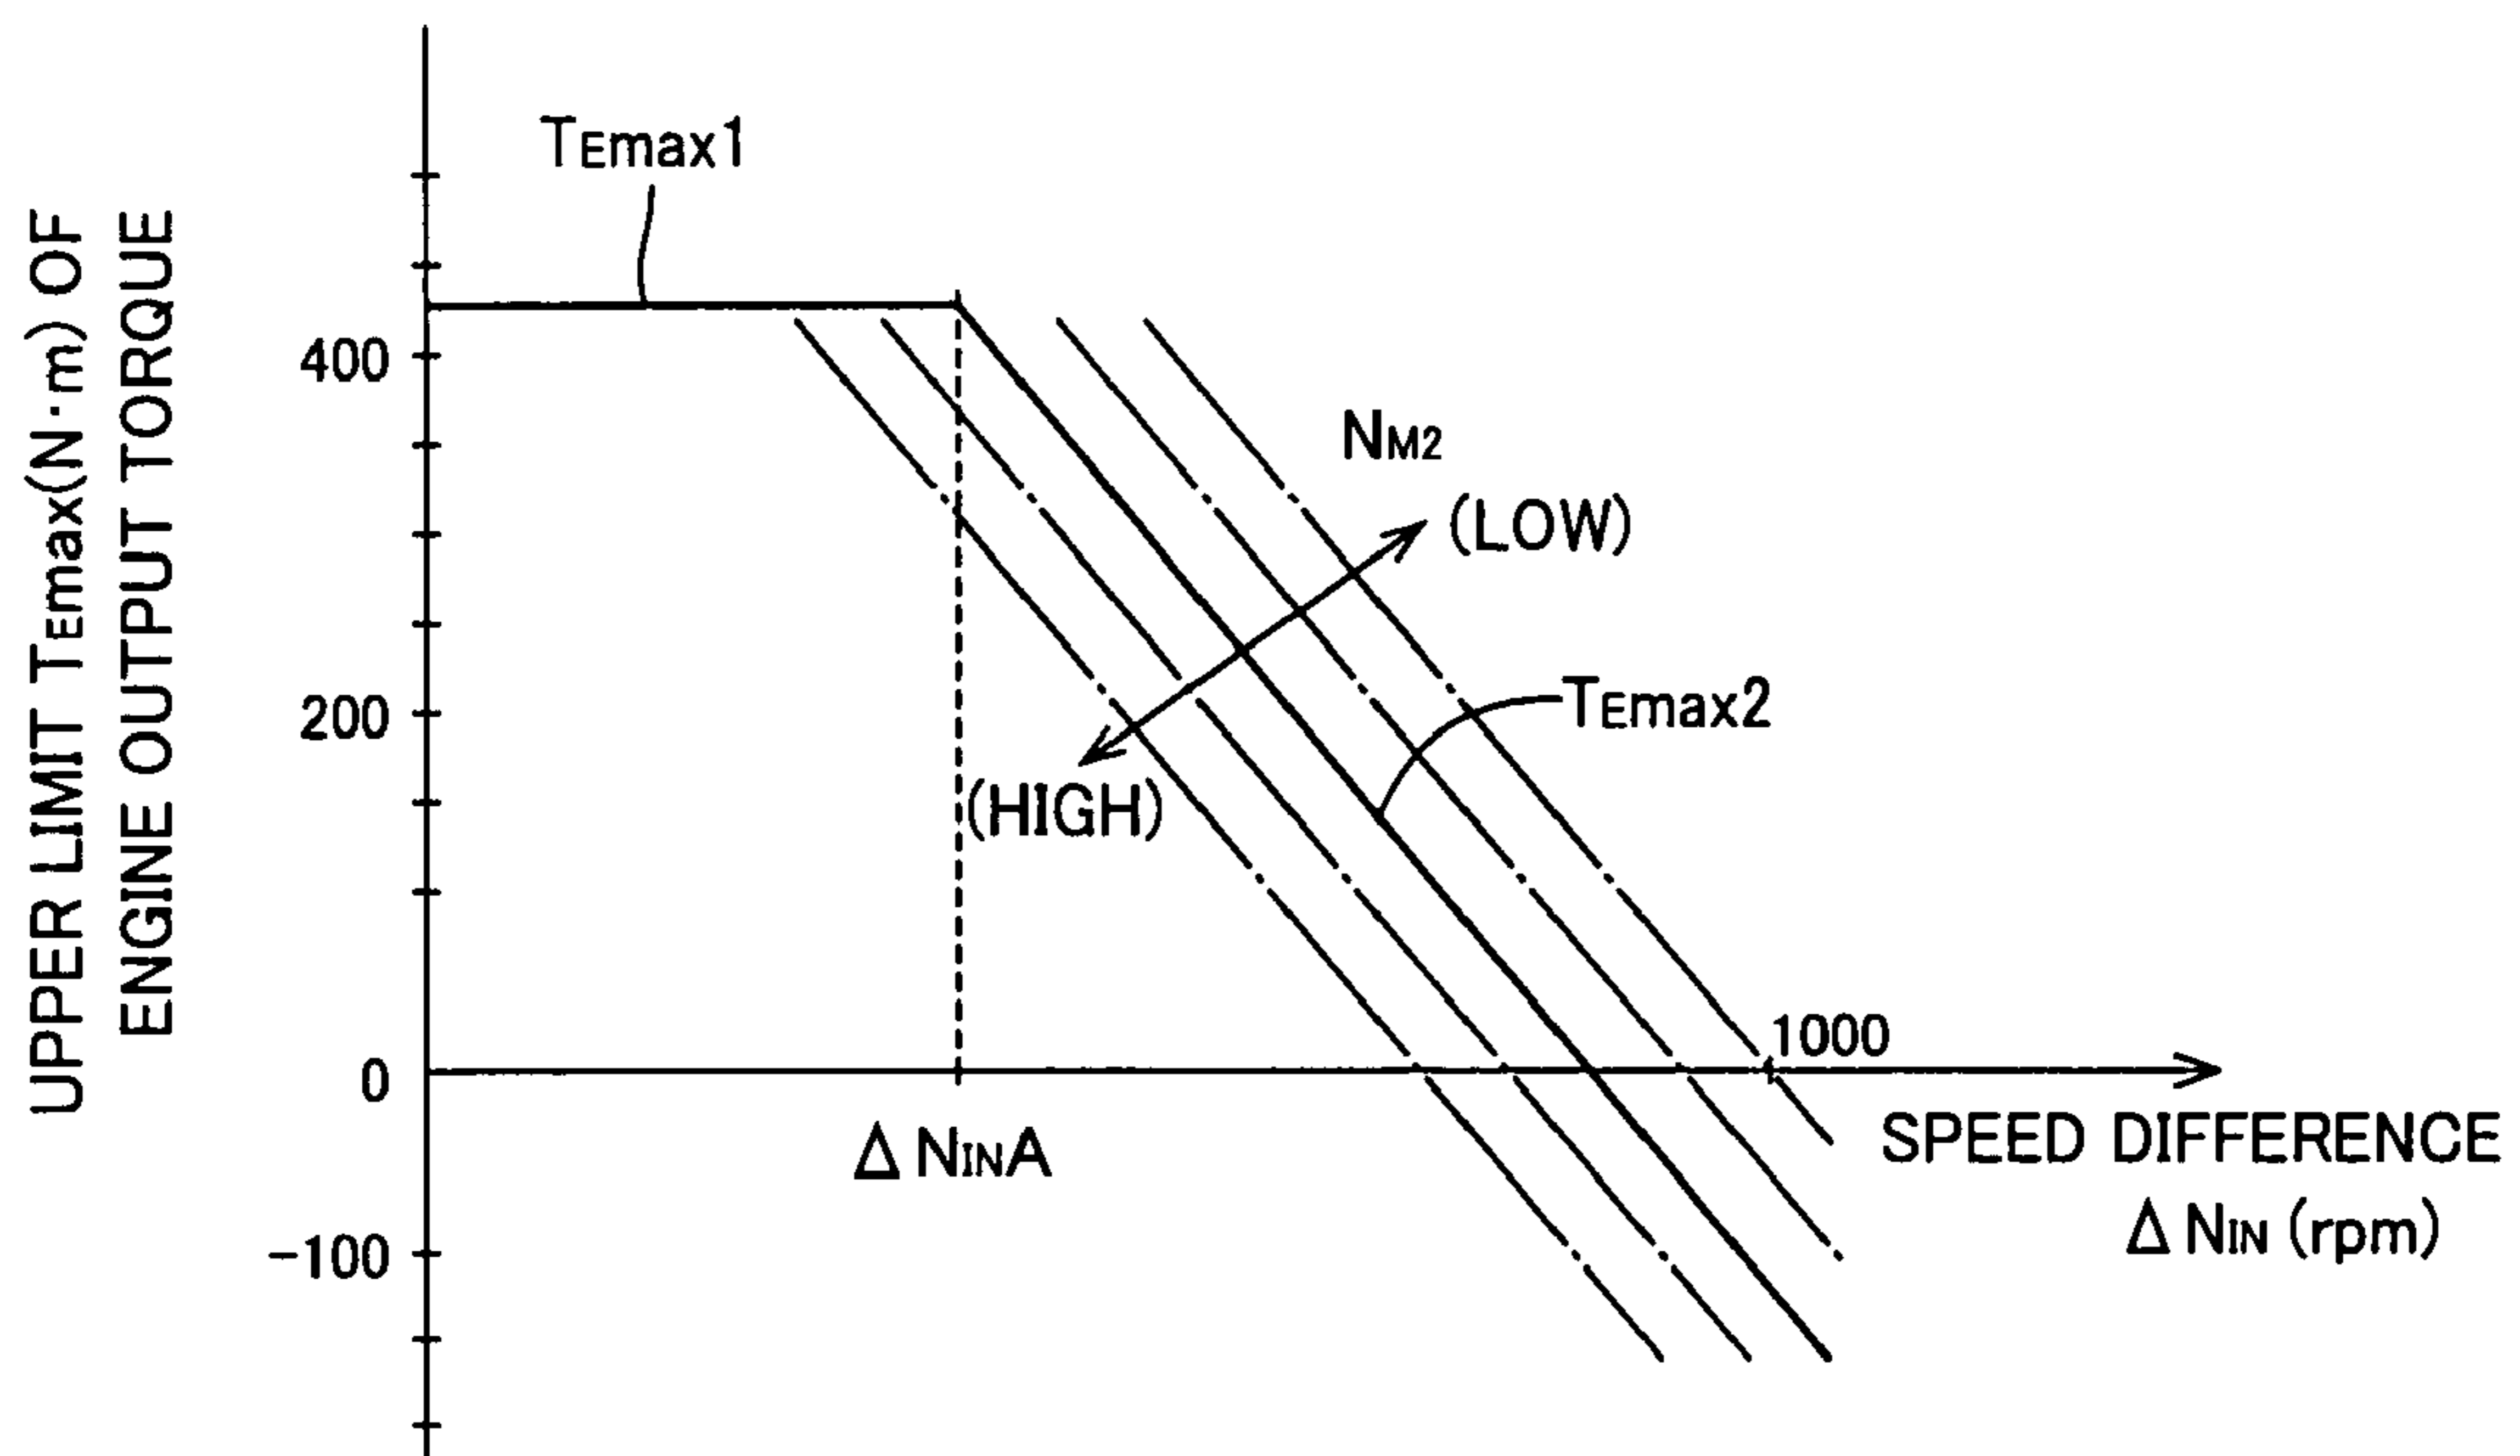 UPPER LIMIT TEmax(N·m) OF
ENGINE OUTPUT TORQUE
TEmax1
400
NM2
(LOW)
200
TEmax2
(HIGH)
1000
0
ΔNINA
SPEED DIFFERENCE
ΔNIN (rpm)
-100